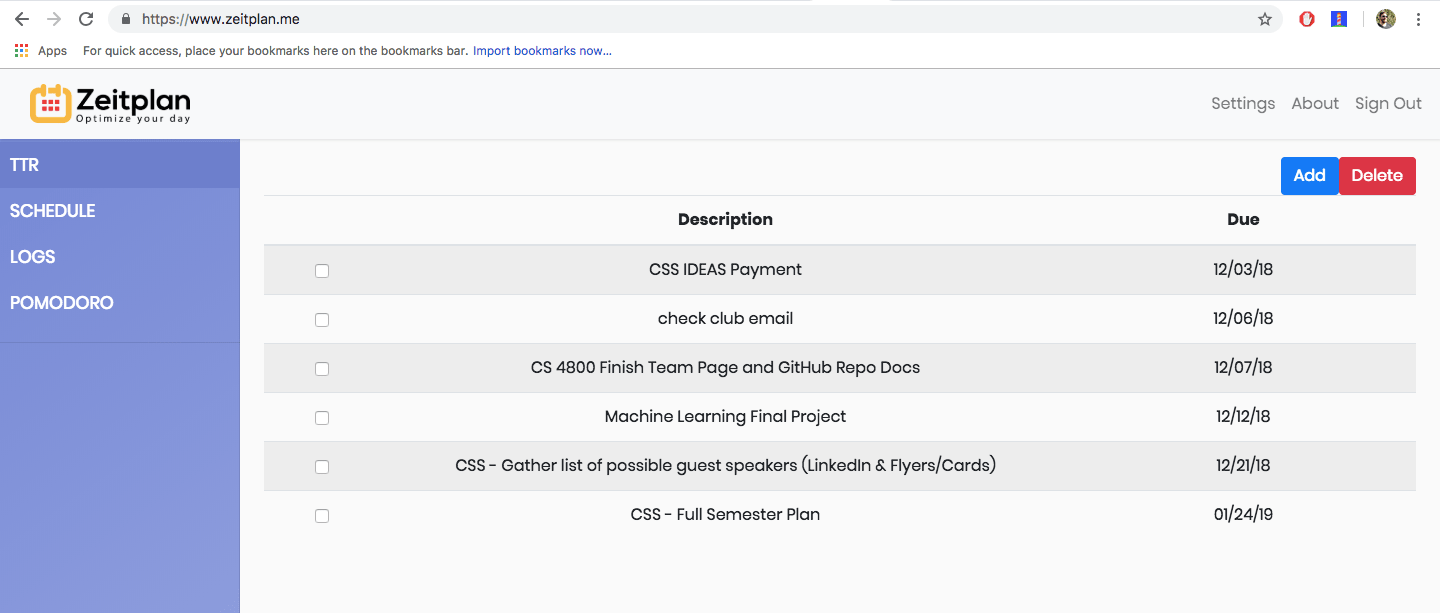 https://www.zeitplan.me
Apps For quick access, place your bookmarks here on the bookmarks bar. Import bookmarks now...
Zeitplan
Optimize your day
Settings About Sign Out
TTR
SCHEDULE
LOGS
POMODORO
Add Delete
Description Due
CSS IDEAS Payment 12/03/18
check club email 12/06/18
CS 4800 Finish Team Page and GitHub Repo Docs 12/07/18
Machine Learning Final Project 12/12/18
CSS - Gather list of possible guest speakers (LinkedIn & Flyers/Cards) 12/21/18
CSS - Full Semester Plan 01/24/19